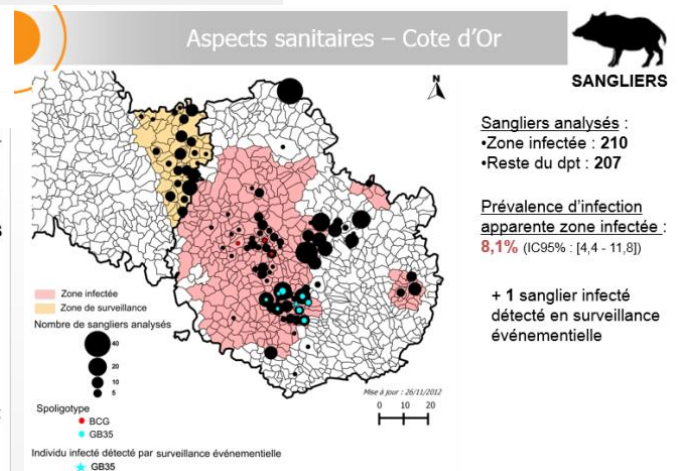 Aspects sanitaires – Cote d'Or
SANGLIERS
N
Sangliers analysés :
•Zone infectée : 210
•Reste du dpt : 207
Prévalence d'infection
apparente zone infectée :
8,1% (IC95% : [4,4 - 11,8])
+ 1 sanglier infecté
détecté en surveillance
événementielle
Zone infectée
Zone de surveillance
Nombre de sangliers analysés
40
20
10
5
Spoligotype
BCG
GB35
Individu infecté détecté par surveillance événementielle
GB35
Mise à jour : 26/11/2012
0 10 20